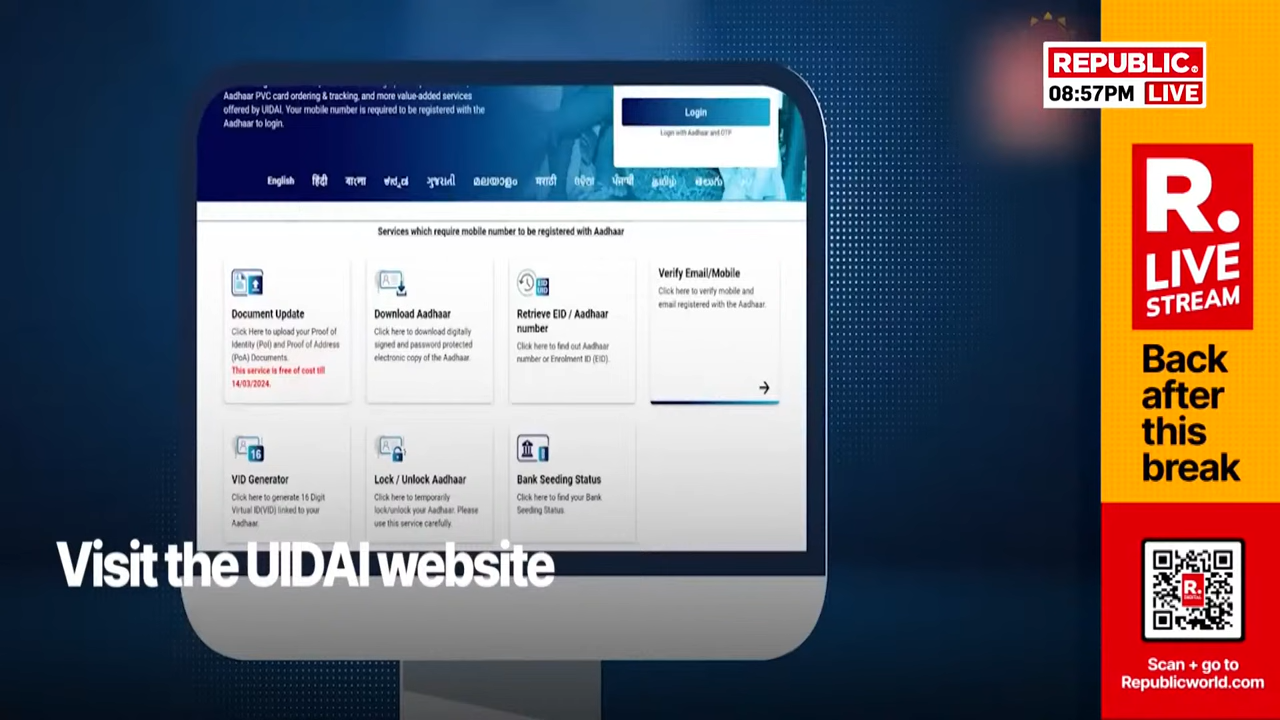 Aadhaar PVC card ordering & tracking, and more value-added services
offered by UIDAI. Your mobile number is required to be registered with the
Aadhaar to login.
Login
Login with Aadhaar and OTP
English हिंदी বাংলা ಕನ್ನಡ ગુજરાતી മലയാളം मराठी ଓଡ଼ିଆ ਪੰਜਾਬੀ தமிழ் తెలుగు
Services which require mobile number to be registered with Aadhaar
Document Update
Click Here to upload your Proof of
Identity (PoI) and Proof of Address
(PoA) Documents.
This service is free of cost till
14/03/2024.
Download Aadhaar
Click here to download digitally
signed and password protected
electronic copy of the Aadhaar.
EID
UID
Retrieve EID / Aadhaar
number
Click here to find out Aadhaar
number or Enrolment ID (EID).
Verify Email/Mobile
Click here to verify mobile and
email registered with the Aadhaar.
16
VID Generator
Click here to generate 16 Digit
Virtual ID(VID) linked to your
Aadhaar.
Lock / Unlock Aadhaar
Click here to temporarily
lock/unlock your Aadhaar. Please
use this service carefully.
Bank Seeding Status
Click here to find your Bank
Seeding Status.
Visit the UIDAI website
REPUBLIC.
08:57PM LIVE
R.
LIVE
STREAM
Back
after
this
break
R.
DIGITAL
Scan + go to
Republicworld.com